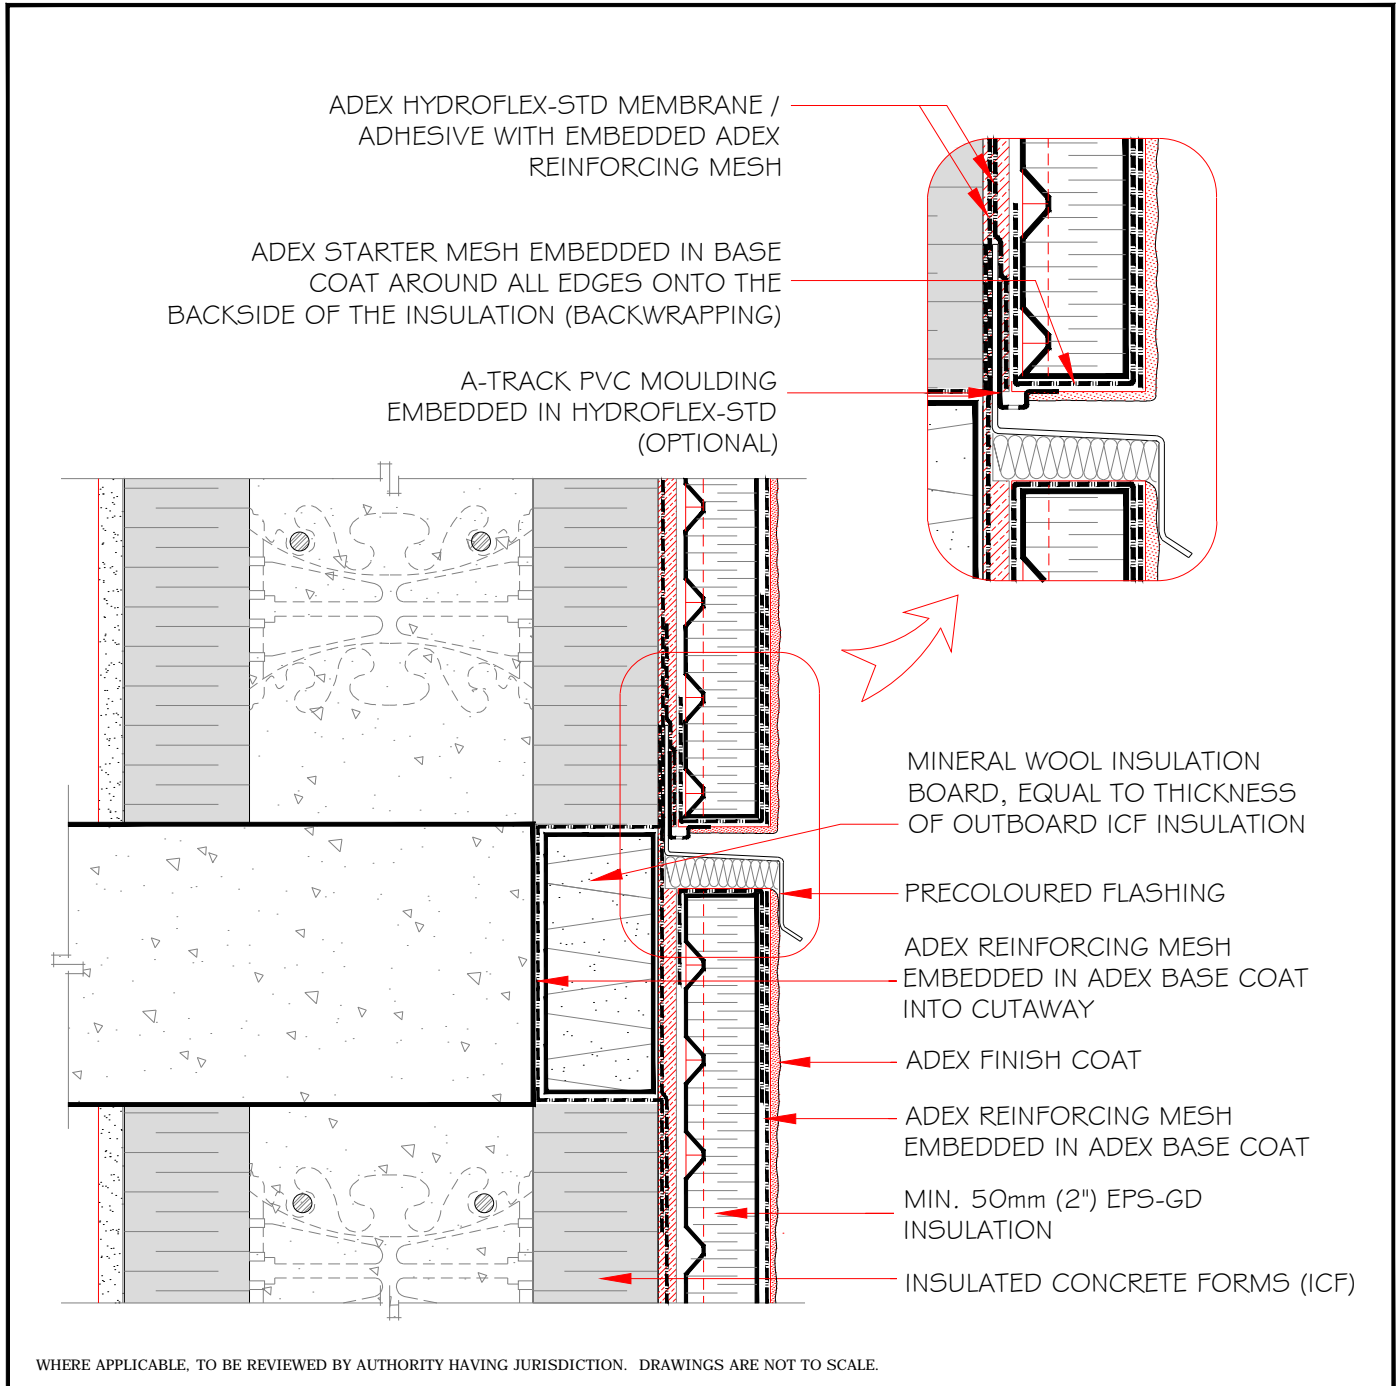 ADEX HYDROFLEX-STD MEMBRANE /
ADHESIVE WITH EMBEDDED ADEX
REINFORCING MESH
ADEX STARTER MESH EMBEDDED IN BASE
COAT AROUND ALL EDGES ONTO THE
BACKSIDE OF THE INSULATION (BACKWRAPPING)
A-TRACK PVC MOULDING
EMBEDDED IN HYDROFLEX-STD
(OPTIONAL)
MINERAL WOOL INSULATION
BOARD, EQUAL TO THICKNESS
OF OUTBOARD ICF INSULATION
PRECOLOURED FLASHING
ADEX REINFORCING MESH
EMBEDDED IN ADEX BASE COAT
INTO CUTAWAY
ADEX FINISH COAT
ADEX REINFORCING MESH
EMBEDDED IN ADEX BASE COAT
MIN. 50mm (2") EPS-GD
INSULATION
INSULATED CONCRETE FORMS (ICF)
WHERE APPLICABLE, TO BE REVIEWED BY AUTHORITY HAVING JURISDICTION. DRAWINGS ARE NOT TO SCALE.